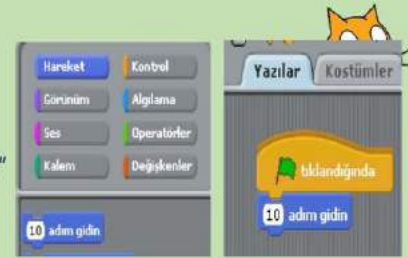 Hareket Kontrol
Görünüm Algılama
Ses Operatörler
Kalem Değişkenler
10 adım gidin
Yazılar Kostümler
tıklandığında
10 adım gidin